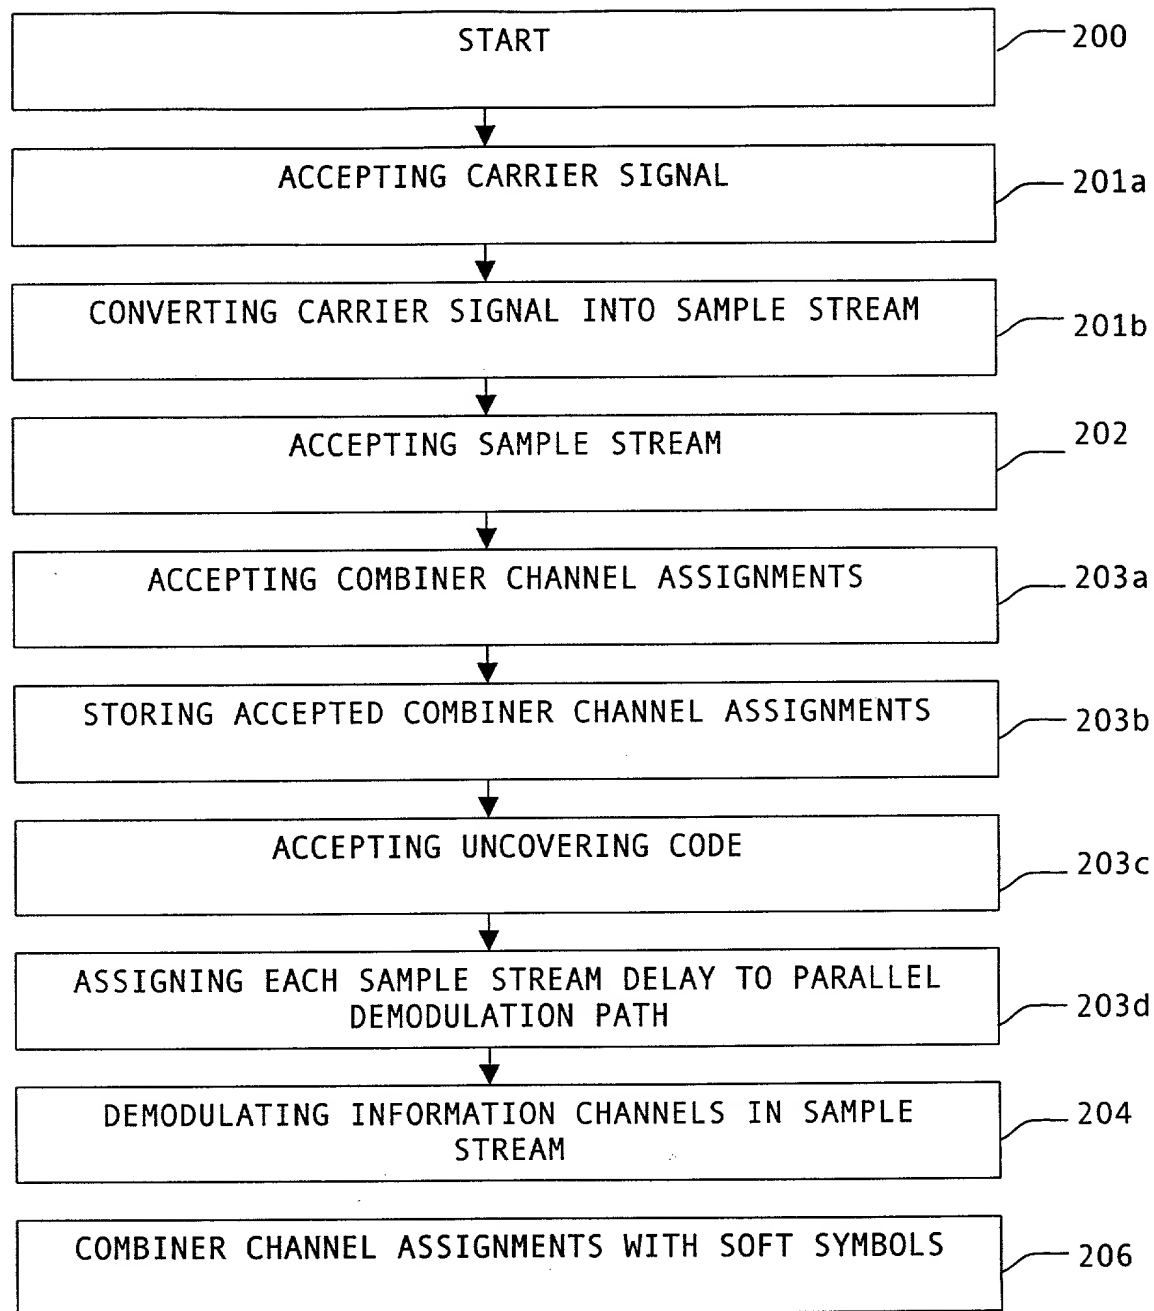 START
200
ACCEPTING CARRIER SIGNAL
201a
CONVERTING CARRIER SIGNAL INTO SAMPLE STREAM
201b
ACCEPTING SAMPLE STREAM
202
ACCEPTING COMBINER CHANNEL ASSIGNMENTS
203a
STORING ACCEPTED COMBINER CHANNEL ASSIGNMENTS
203b
ACCEPTING UNCOVERING CODE
203c
ASSIGNING EACH SAMPLE STREAM DELAY TO PARALLEL
DEMODULATION PATH
203d
DEMODULATING INFORMATION CHANNELS IN SAMPLE
STREAM
204
COMBINER CHANNEL ASSIGNMENTS WITH SOFT SYMBOLS
206